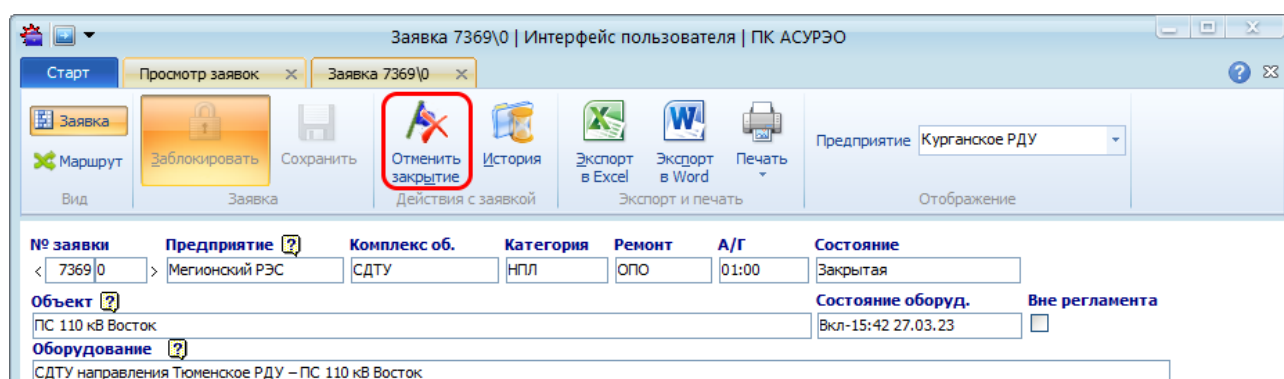 Заявка 7369\0 | Интерфейс пользователя | ПК АСУРЭО
Старт Просмотр заявок Заявка 7369\0
Заявка
Маршрут
Вид
Заблокировать Сохранить
Заявка
Отменить закрытие История
Действия с заявкой
Экспорт в Excel Экспорт в Word Печать
Экспорт и печать
Предприятие Курганское РДУ
Отображение
№ заявки Предприятие ? Комплекс об. Категория Ремонт А/Г Состояние
< 7369 0 > Мегионский РЭС СДТУ НПЛ ОПО 01:00 Закрытая
Объект ? Состояние оборуд. Вне регламента
ПС 110 кВ Восток Вкл-15:42 27.03.23
Оборудование ?
СДТУ направления Тюменское РДУ – ПС 110 кВ Восток